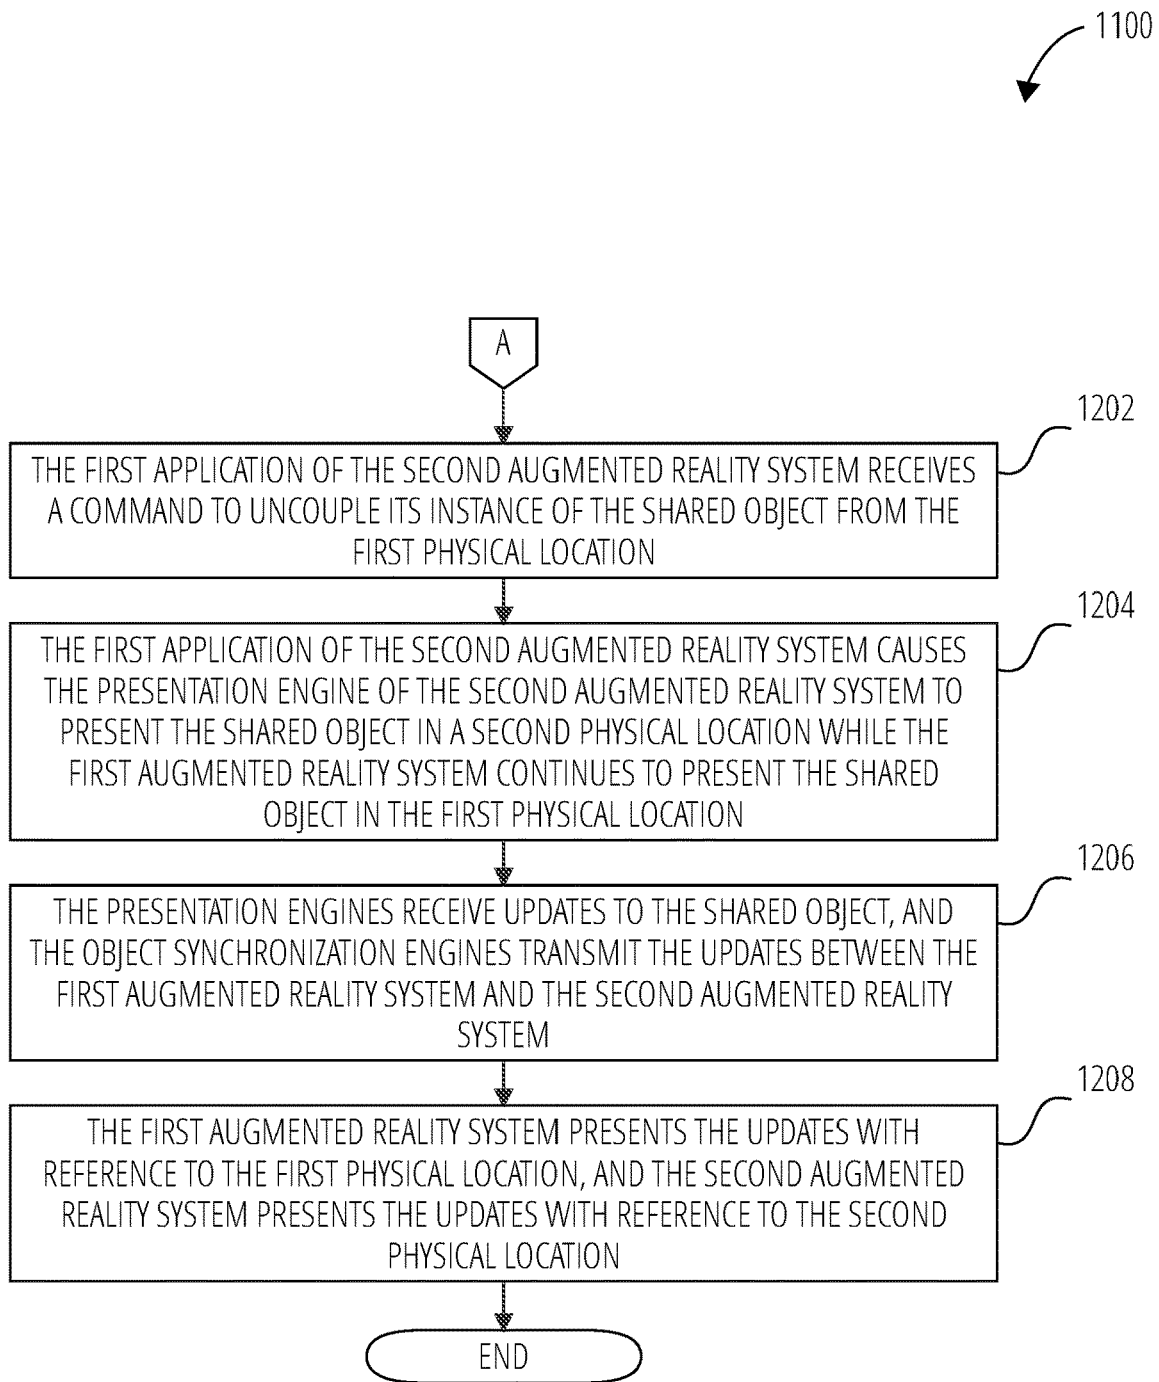 1100
A
1202
THE FIRST APPLICATION OF THE SECOND AUGMENTED REALITY SYSTEM RECEIVES
A COMMAND TO UNCOUPLE ITS INSTANCE OF THE SHARED OBJECT FROM THE
FIRST PHYSICAL LOCATION
1204
THE FIRST APPLICATION OF THE SECOND AUGMENTED REALITY SYSTEM CAUSES
THE PRESENTATION ENGINE OF THE SECOND AUGMENTED REALITY SYSTEM TO
PRESENT THE SHARED OBJECT IN A SECOND PHYSICAL LOCATION WHILE THE
FIRST AUGMENTED REALITY SYSTEM CONTINUES TO PRESENT THE SHARED
OBJECT IN THE FIRST PHYSICAL LOCATION
1206
THE PRESENTATION ENGINES RECEIVE UPDATES TO THE SHARED OBJECT, AND
THE OBJECT SYNCHRONIZATION ENGINES TRANSMIT THE UPDATES BETWEEN THE
FIRST AUGMENTED REALITY SYSTEM AND THE SECOND AUGMENTED REALITY
SYSTEM
1208
THE FIRST AUGMENTED REALITY SYSTEM PRESENTS THE UPDATES WITH
REFERENCE TO THE FIRST PHYSICAL LOCATION, AND THE SECOND AUGMENTED
REALITY SYSTEM PRESENTS THE UPDATES WITH REFERENCE TO THE SECOND
PHYSICAL LOCATION
END